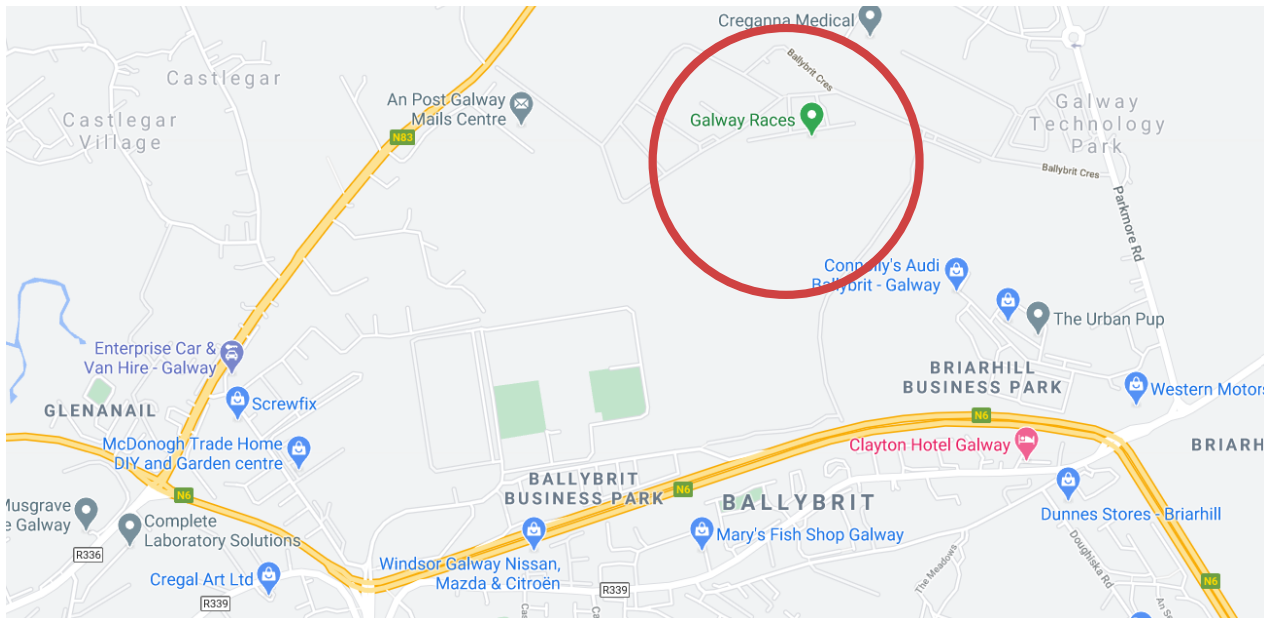 Creganna Medical
Castlegar
Ballybrit Cres
An Post Galway
Mails Centre
Galway
Technology
Park
Castlegar
Village
Galway Races
N83
Ballybrit Cres
Parkmore Rd
Connolly's Audi
Ballybrit - Galway
The Urban Pup
Enterprise Car &
Van Hire - Galway
BRIARHILL
BUSINESS PARK
Western Motors
GLENANAIL
Screwfix
N6
McDonogh Trade Home
DIY and Garden centre
Clayton Hotel Galway
BRIARH
BALLYBRIT
BUSINESS PARK
N6
N6
BALLYBRIT
Musgrave
e Galway
Complete
Laboratory Solutions
Dunnes Stores - Briarhill
Mary's Fish Shop Galway
R336
Windsor Galway Nissan,
Mazda & Citroën
Doughiska Rd
The Meadows
Cregal Art Ltd
R339
R339
N6